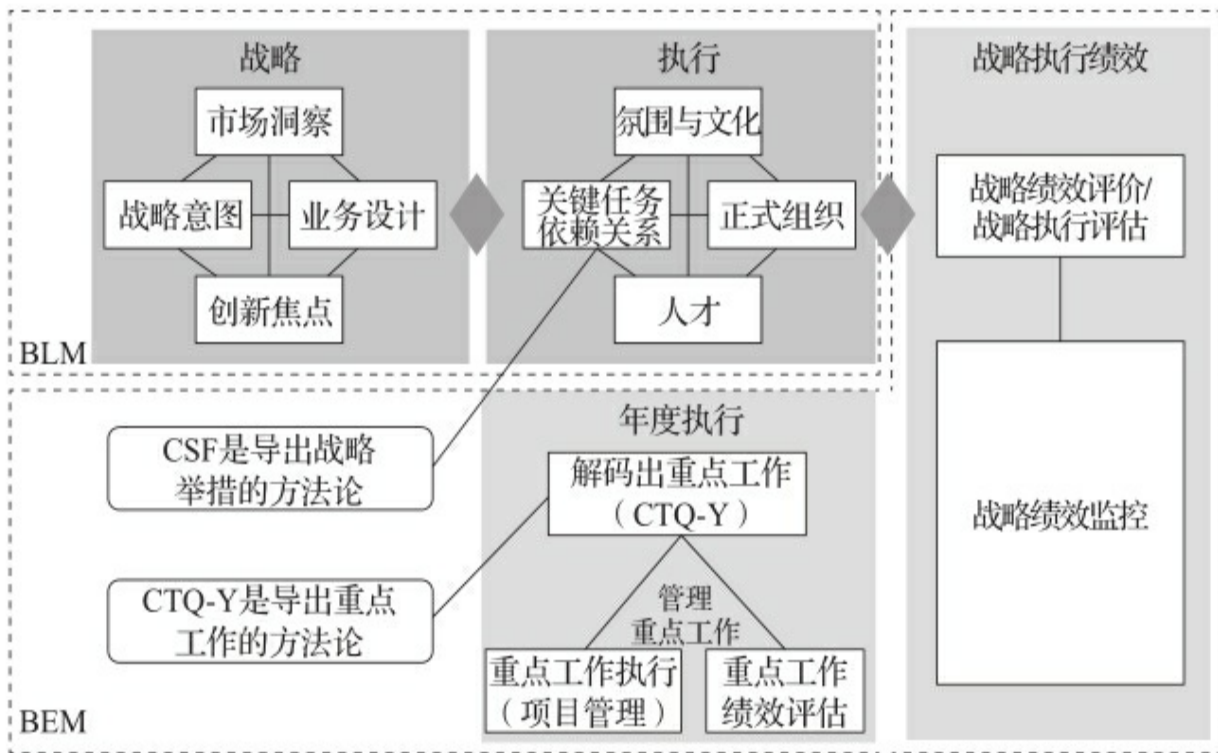 战略
市场洞察
战略意图
业务设计
创新焦点
BLM
执行
氛围与文化
关键任务
依赖关系
正式组织
人才
战略执行绩效
战略绩效评价/
战略执行评估
战略绩效监控
CSF是导出战略
举措的方法论
CTQ-Y是导出重点
工作的方法论
BEM
年度执行
解码出重点工作
（CTQ-Y）
管理
重点工作
重点工作执行
（项目管理）
重点工作
绩效评估